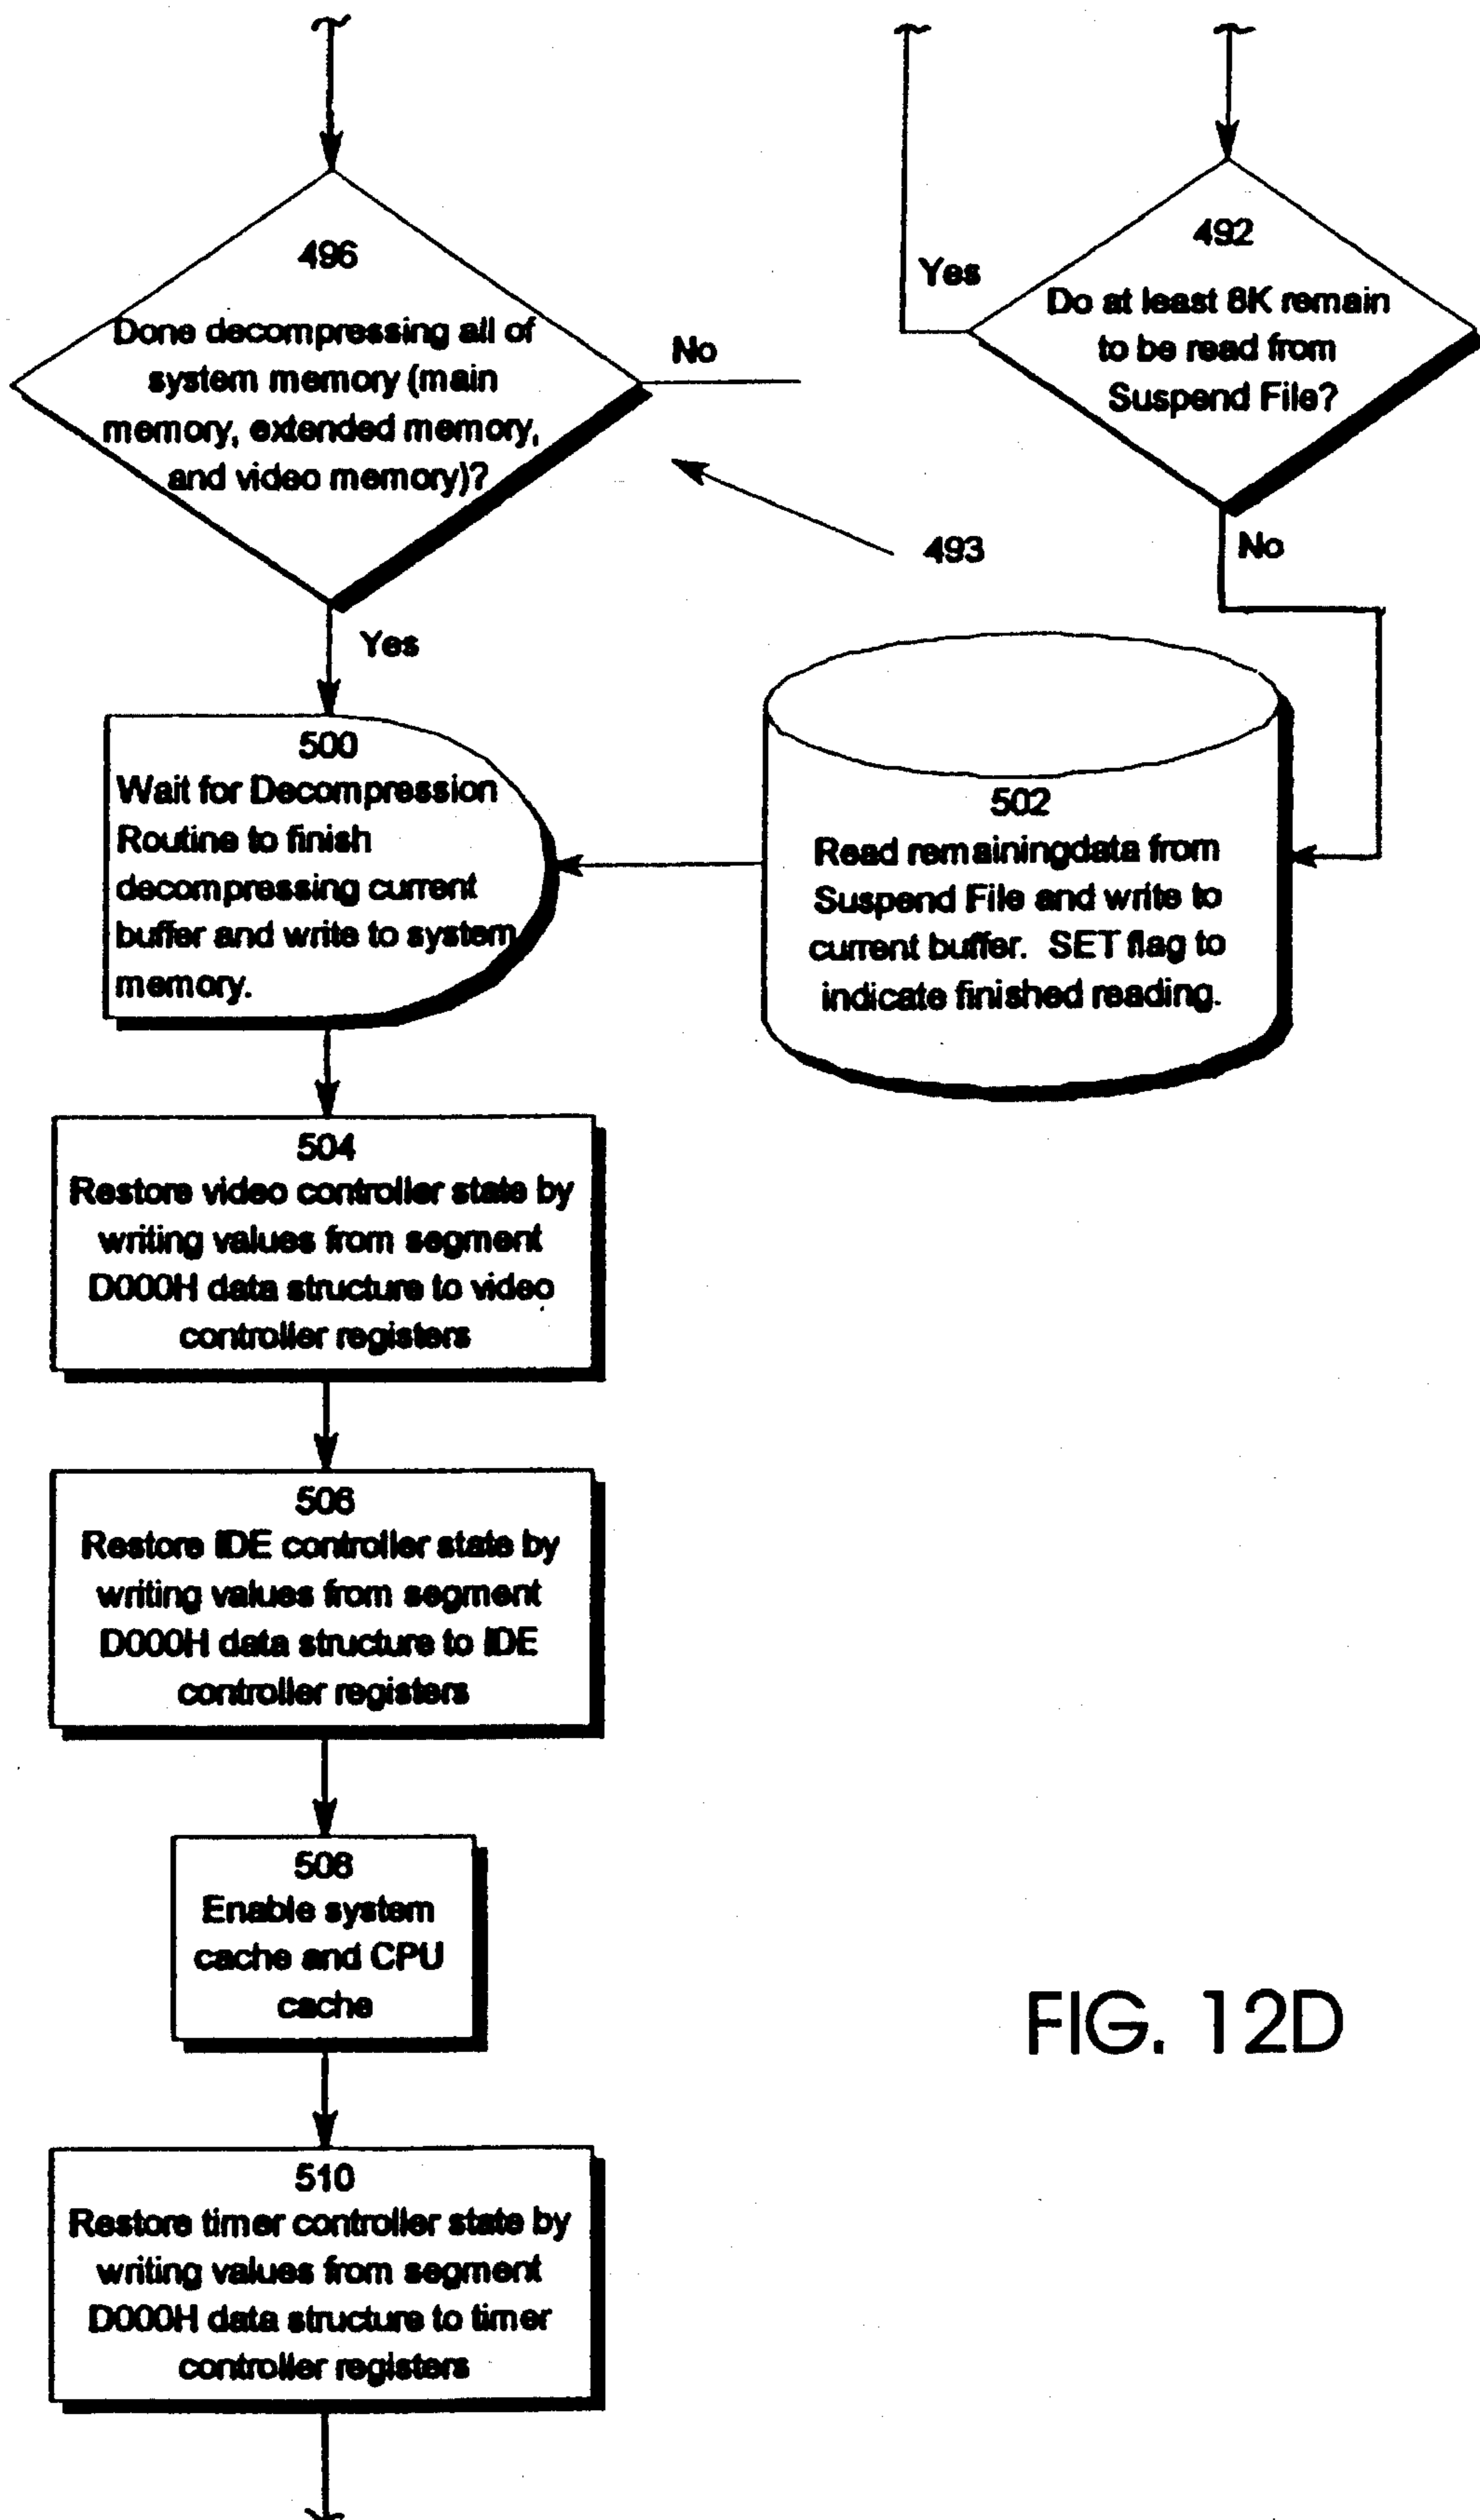 496
Done decompressing all of
system memory (main
memory, extended memory,
and video memory)?
No
Yes
492
Do at least 8K remain
to be read from
Suspend File?
Yes
No
493
500
Wait for Decompression
Routine to finish
decompressing current
buffer and write to system
memory.
502
Read remainingdata from
Suspend File and write to
current buffer. SET flag to
indicate finished reading.
504
Restore video controller state by
writing values from segment
D000H data structure to video
controller registers
506
Restore IDE controller state by
writing values from segment
D000H data structure to IDE
controller registers
508
Enable system
cache and CPU
cache
510
Restore timer controller state by
writing values from segment
D000H data structure to timer
controller registers
FIG. 12D